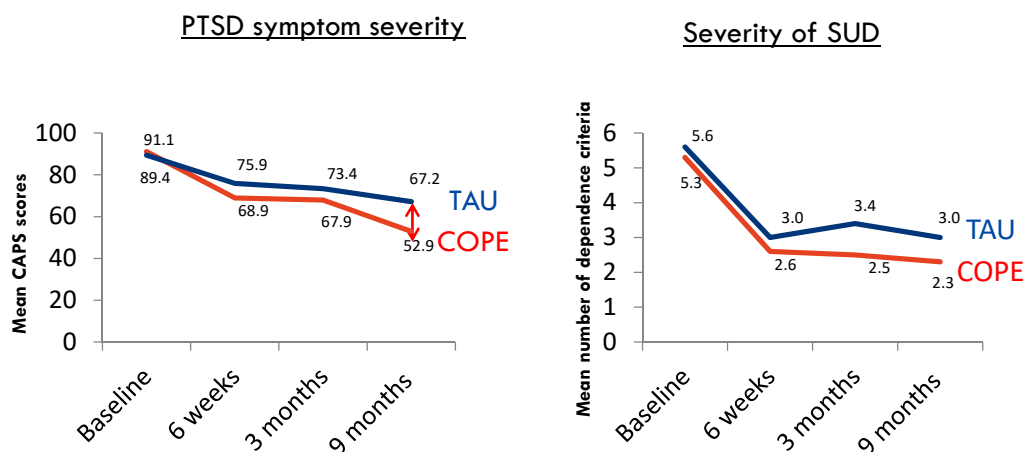 PTSD symptom severity
Mean CAPS scores
100
80
60
40
20
0
91.1
89.4
75.9
68.9
73.4
67.9
67.2
52.9
TAU
COPE
Baseline
6 weeks
3 months
9 months
Severity of SUD
Mean number of dependence criteria
6
5
4
3
2
1
0
5.6
5.3
3.0
2.6
3.4
2.5
3.0
2.3
TAU
COPE
Baseline
6 weeks
3 months
9 months